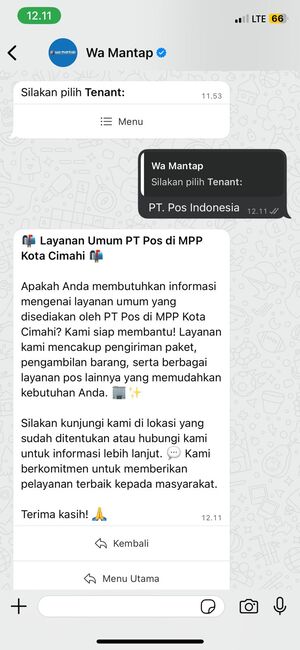 12.11
LTE 66
Wa Mantap
Silakan pilih Tenant:
11.53
Menu
Wa Mantap
Silakan pilih Tenant:
PT. Pos Indonesia 12.11
📬 Layanan Umum PT Pos di MPP
Kota Cimahi 📬
Apakah Anda membutuhkan informasi
mengenai layanan umum yang
disediakan oleh PT Pos di MPP Kota
Cimahi? Kami siap membantu! Layanan
kami mencakup pengiriman paket,
pengambilan barang, serta berbagai
layanan pos lainnya yang memudahkan
kebutuhan Anda. 🏢✨
Silakan kunjungi kami di lokasi yang
sudah ditentukan atau hubungi kami
untuk informasi lebih lanjut. 💬 Kami
berkomitmen untuk memberikan
pelayanan terbaik kepada masyarakat.
Terima kasih! 🙏
12.11
Kembali
Menu Utama